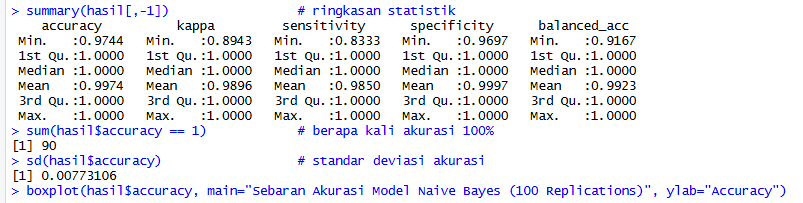 > summary(hasil[,-1])                # ringkasan statistik
    accuracy          kappa         sensitivity      specificity      balanced_acc
 Min.   :0.9744   Min.   :0.8943   Min.   :0.8333   Min.   :0.9697   Min.   :0.9167
 1st Qu.:1.0000   1st Qu.:1.0000   1st Qu.:1.0000   1st Qu.:1.0000   1st Qu.:1.0000
 Median :1.0000   Median :1.0000   Median :1.0000   Median :1.0000   Median :1.0000
 Mean   :0.9974   Mean   :0.9896   Mean   :0.9850   Mean   :0.9997   Mean   :0.9923
 3rd Qu.:1.0000   3rd Qu.:1.0000   3rd Qu.:1.0000   3rd Qu.:1.0000   3rd Qu.:1.0000
 Max.   :1.0000   Max.   :1.0000   Max.   :1.0000   Max.   :1.0000   Max.   :1.0000
> sum(hasil$accuracy == 1)           # berapa kali akurasi 100%
[1] 90
> sd(hasil$accuracy)                 # standar deviasi akurasi
[1] 0.00773106
> boxplot(hasil$accuracy, main="Sebaran Akurasi Model Naive Bayes (100 Replications)", ylab="Accuracy")